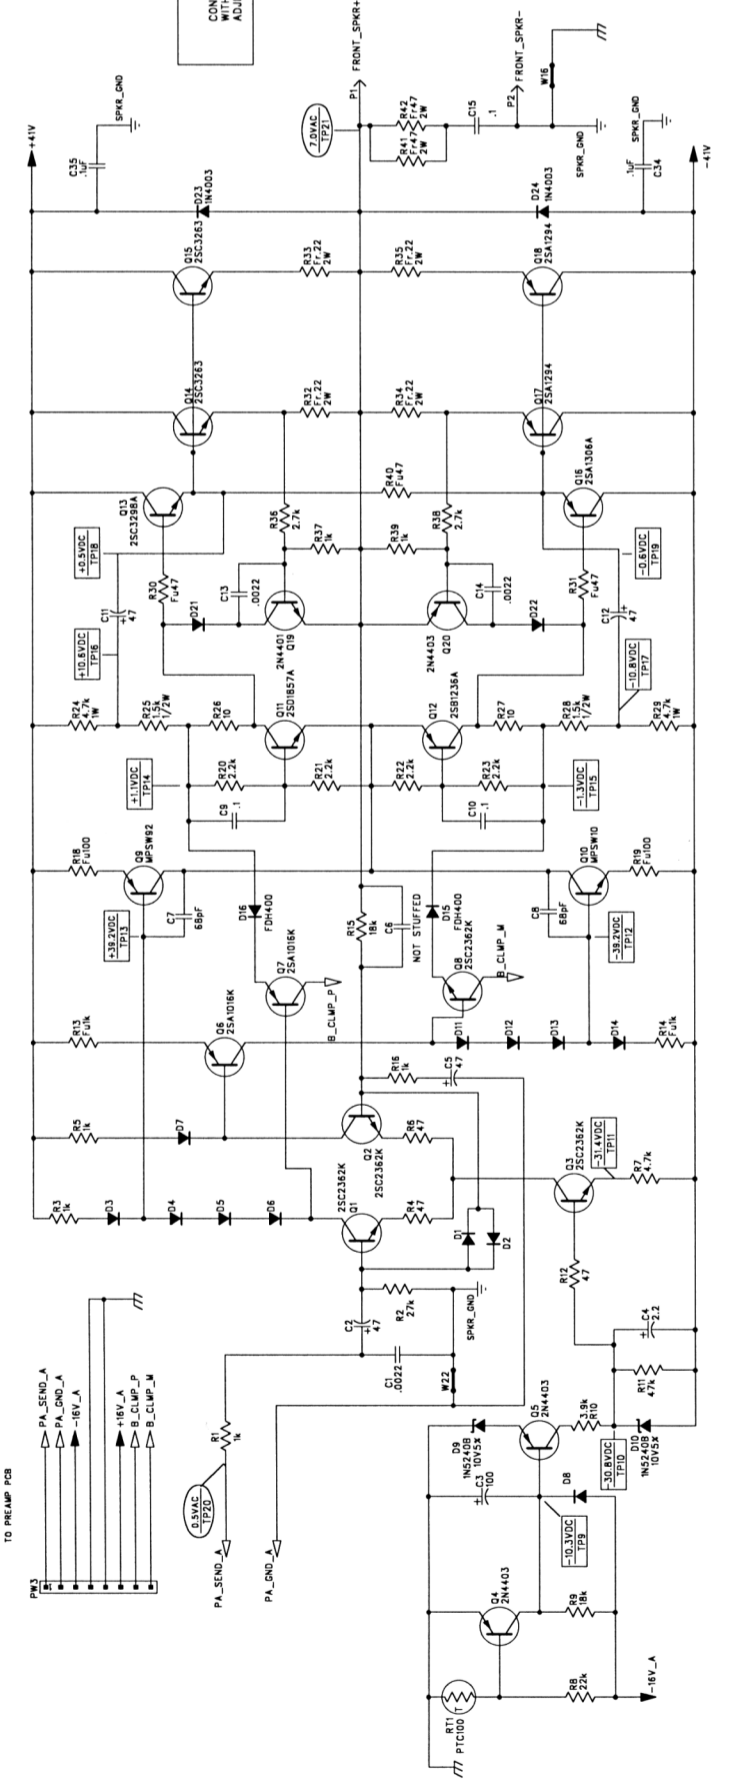 TO PREAMP PCB
PW3
1
PA_SEND_A
PA_GND_A
-16V_A
+16V_A
B_CLMP_P
B_CLMP_M
CON
WITH
ADJ
PA_SEND_A
0.5VAC
TP20
R1
1k
PA_GND_A
RT1
PTC100
T
Q4
2N4403
R8
22k
R9
18k
-16V_A
C3
100
D9
1N5240B
10V5%
Q5
2N4403
D8
-10.3VDC
TP9
3.9k
R10
-30.8VDC
TP10
D10
1N5240B
10V5%
R11
47k
C4
2.2
R12
47
C1
.0022
W22
C2
47
R2
27k
SPKR_GND
D1
D2
R3
1k
D3
D4
D5
D6
2SC2362K
Q1
R4
47
R5
1k
D7
Q2
2SC2362K
R6
47
Q3
2SC2362K
-31.4VDC
TP11
R7
4.7k
R16
1k
C5
47
R13
Fu1k
Q6
2SA1016K
Q7
2SA1016K
B_CLMP_P
D16
FDH400
R15
18k
C6
NOT STUFFED
D15
FDH400
Q8
2SC2362K
B_CLMP_M
D11
D12
D13
D14
R14
Fu1k
+39.2VDC
TP13
R18
Fu100
Q9
MPSW92
C7
68pF
C8
68pF
-39.2VDC
TP12
Q10
MPSW10
R19
Fu100
+1.1VDC
TP14
C9
.1
R20
2.2k
R21
2.2k
R22
2.2k
R23
2.2k
C10
.1
-1.3VDC
TP15
R24
4.7k
1W
R25
1.5k
1/2W
R26
10
Q11
2SD1857A
Q12
2SB1236A
R27
10
R28
1.5k
1/2W
R29
4.7k
1W
+10.6VDC
TP16
C11
47
+0.5VDC
TP18
-10.8VDC
TP17
C12
47
-0.6VDC
TP19
R30
Fu47
D21
C13
.0022
2N4401
Q19
2N4403
Q20
C14
.0022
D22
R31
Fu47
Q13
2SC3298A
R36
2.7k
R37
1k
R39
1k
R38
2.7k
R40
Fu47
Q16
2SA1306A
Q14
2SC3263
R32
Fr.22
2W
R34
Fr.22
2W
Q17
2SA1294
Q15
2SC3263
R33
Fr.22
2W
R35
Fr.22
2W
Q18
2SA1294
D23
1N4003
D24
1N4003
C35
.1uF
SPKR_GND
+41V
7.0VAC
TP21
R41
Fr47
2W
R42
Fr47
2W
C15
.1
P1
FRONT_SPKR+
P2
FRONT_SPKR-
W16
SPKR_GND
.1uF
C34
SPKR_GND
-41V